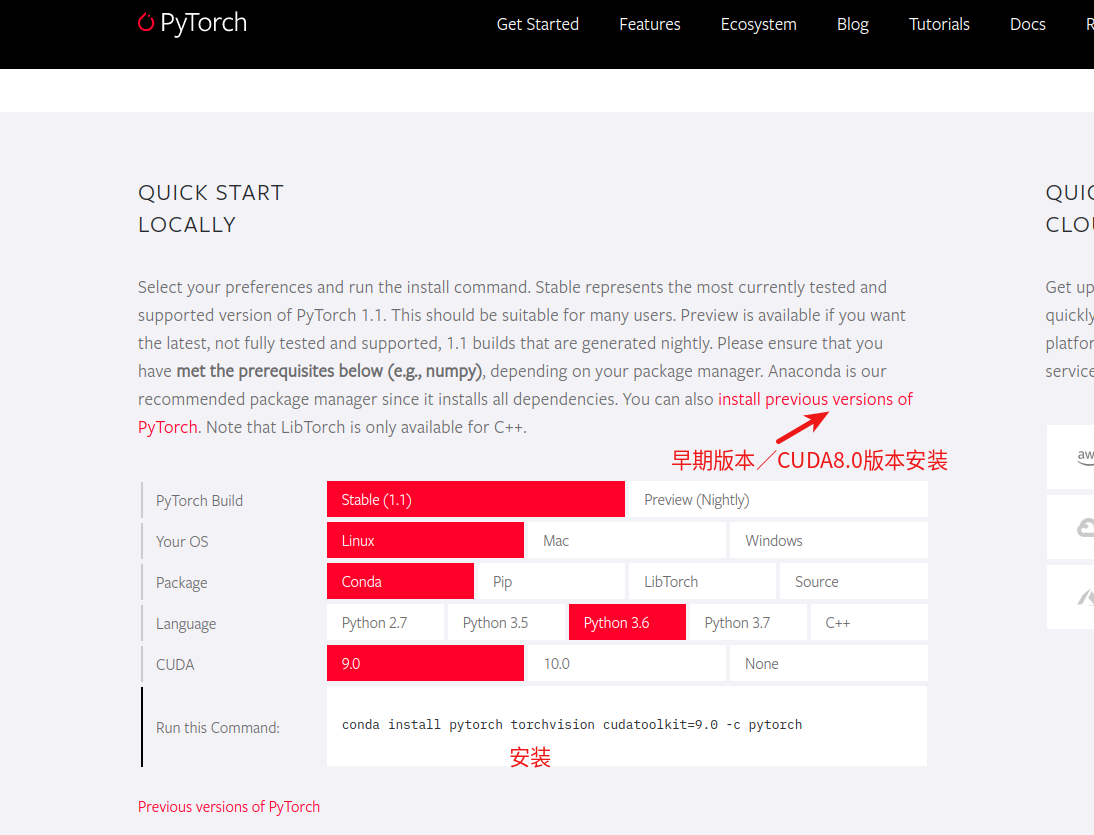 PyTorch
Get Started Features Ecosystem Blog Tutorials Docs R
QUICK START
LOCALLY
Select your preferences and run the install command. Stable represents the most currently tested and
supported version of PyTorch 1.1. This should be suitable for many users. Preview is available if you want
the latest, not fully tested and supported, 1.1 builds that are generated nightly. Please ensure that you
have met the prerequisites below (e.g., numpy), depending on your package manager. Anaconda is our
recommended package manager since it installs all dependencies. You can also install previous versions of
PyTorch. Note that LibTorch is only available for C++.
早期版本／CUDA8.0版本安装
PyTorch Build Stable (1.1) Preview (Nightly)
Your OS Linux Mac Windows
Package Conda Pip LibTorch Source
Language Python 2.7 Python 3.5 Python 3.6 Python 3.7 C++
CUDA 9.0 10.0 None
Run this Command: conda install pytorch torchvision cudatoolkit=9.0 -c pytorch
安装
Previous versions of PyTorch
QUIC
CLOU
Get up
quickly
platfor
service
aw